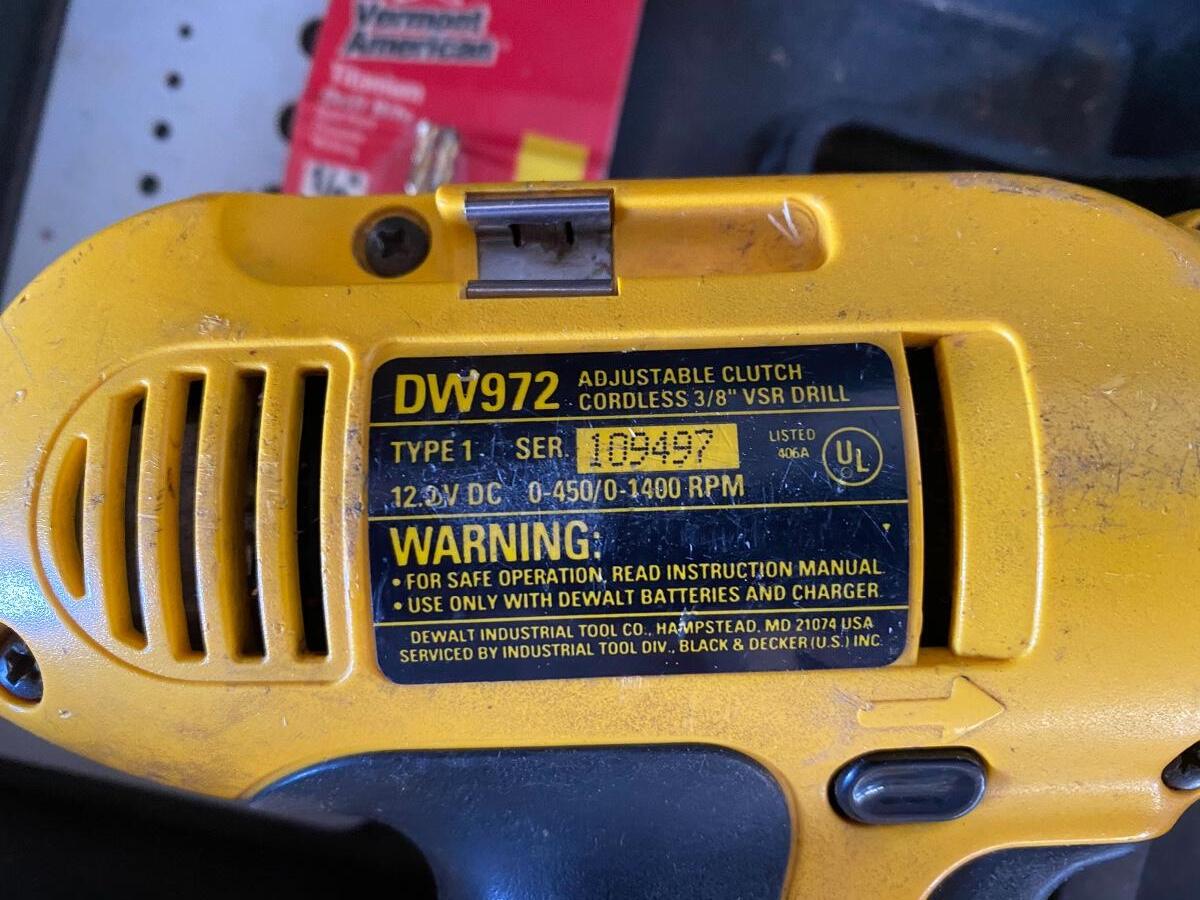 Vermont
American
Titanium
DW972 ADJUSTABLE CLUTCH
CORDLESS 3/8" VSR DRILL
TYPE 1 SER. 109497 LISTED
406A UL
12.0V DC 0-450/0-1400 RPM
WARNING:
• FOR SAFE OPERATION, READ INSTRUCTION MANUAL.
• USE ONLY WITH DEWALT BATTERIES AND CHARGER.
DEWALT INDUSTRIAL TOOL CO., HAMPSTEAD, MD 21074 USA
SERVICED BY INDUSTRIAL TOOL DIV., BLACK & DECKER (U.S.) INC.